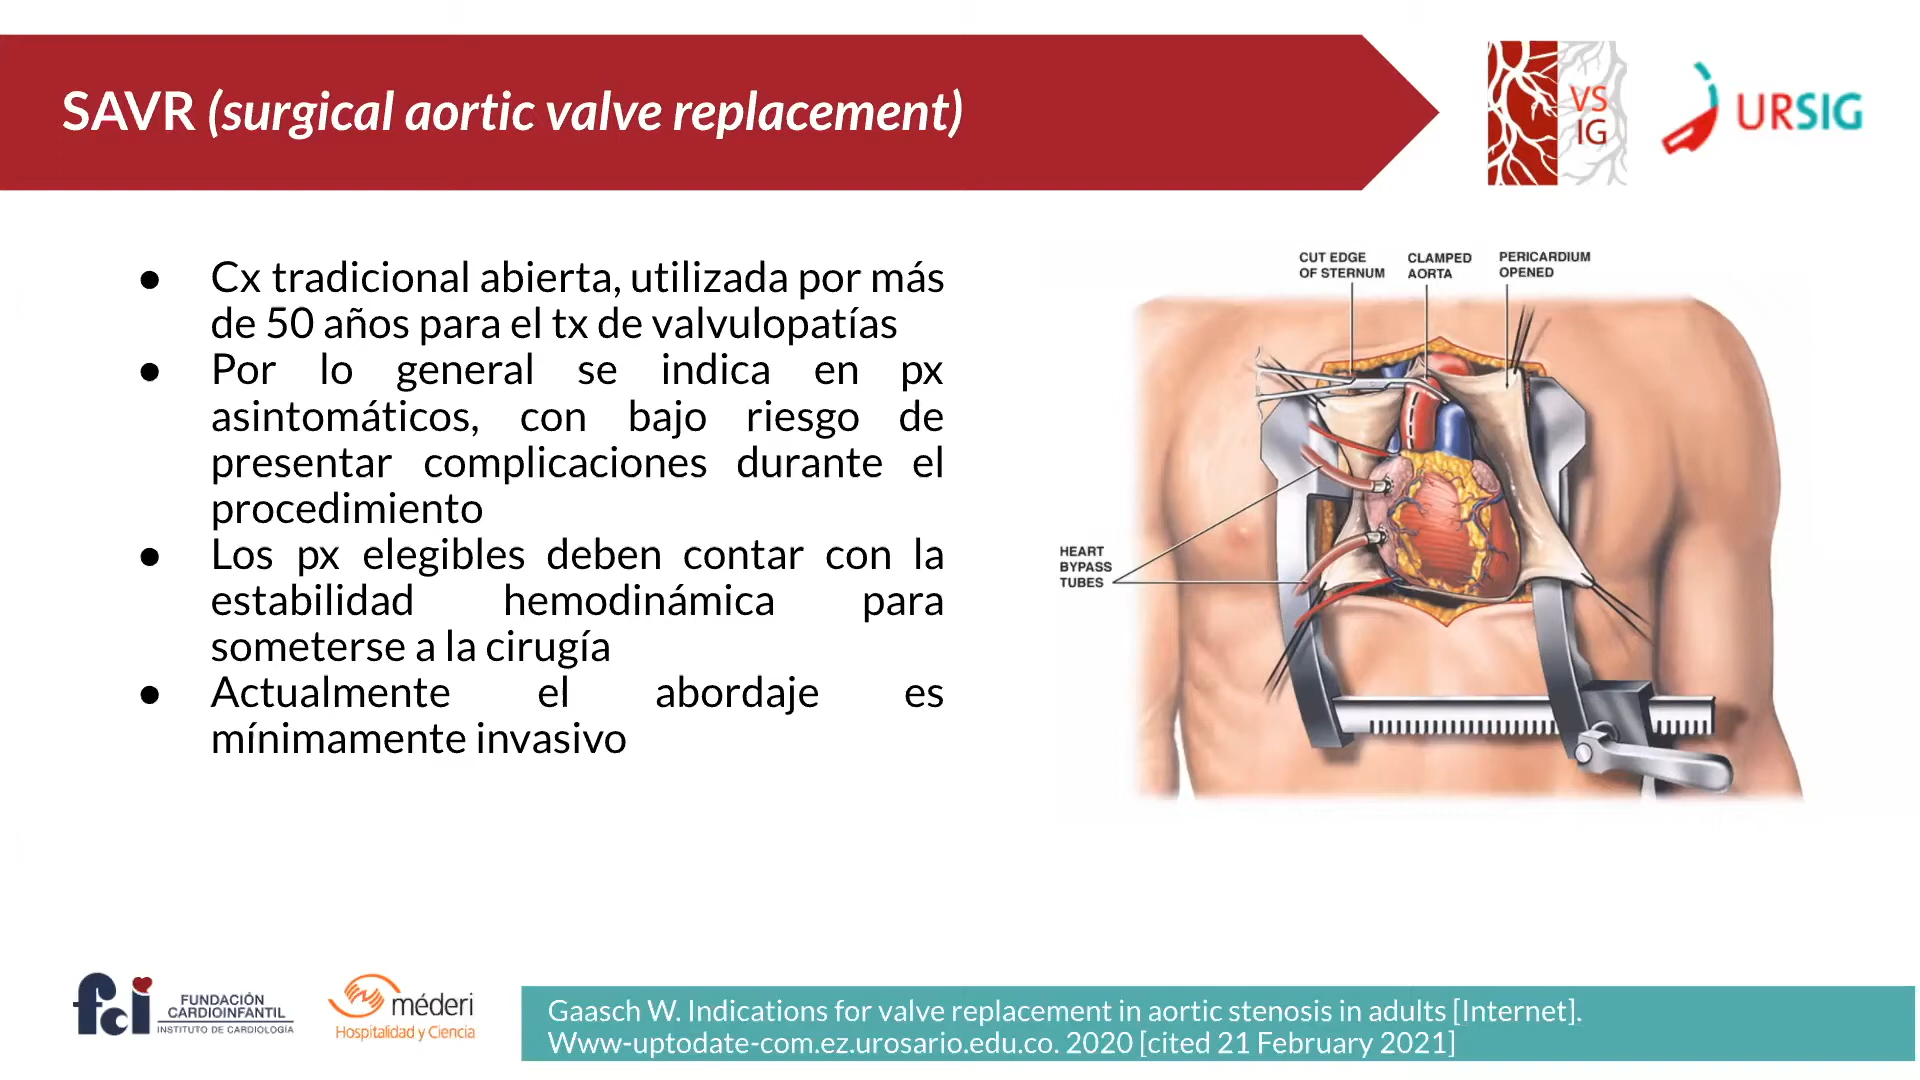 SAVR (surgical aortic valve replacement)
VS
IG
URSIG
● Cx tradicional abierta, utilizada por más
de 50 años para el tx de valvulopatías
● Por lo general se indica en px
asintomáticos, con bajo riesgo de
presentar complicaciones durante el
procedimiento
● Los px elegibles deben contar con la
estabilidad hemodinámica para
someterse a la cirugía
● Actualmente el abordaje es
mínimamente invasivo
CUT EDGE
OF STERNUM
CLAMPED
AORTA
PERICARDIUM
OPENED
HEART
BYPASS
TUBES
fci
FUNDACIÓN
CARDIOINFANTIL
INSTITUTO DE CARDIOLOGÍA
méderi
Hospitalidad y Ciencia
Gaasch W. Indications for valve replacement in aortic stenosis in adults [Internet].
Www-uptodate-com.ez.urosario.edu.co. 2020 [cited 21 February 2021]